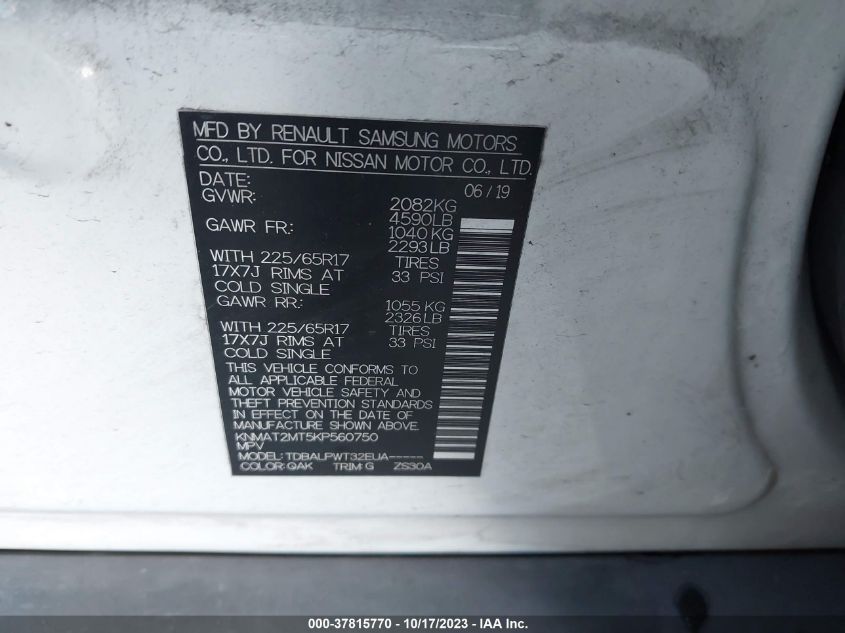 MFD BY RENAULT SAMSUNG MOTORS
CO., LTD. FOR NISSAN MOTOR CO., LTD.
DATE: 06/19
GVWR: 2082KG
4590LB
GAWR FR: 1040 KG
2293LB
WITH 225/65R17 TIRES
17X7J RIMS AT 33 PSI
COLD SINGLE
GAWR RR: 1055 KG
2326LB
WITH 225/65R17 TIRES
17X7J RIMS AT 33 PSI
COLD SINGLE
THIS VEHICLE CONFORMS TO
ALL APPLICABLE FEDERAL
MOTOR VEHICLE SAFETY AND
THEFT PREVENTION STANDARDS
IN EFFECT ON THE DATE OF
MANUFACTURE SHOWN ABOVE.
KNMAT2MT5KP560750
MPV
MODEL: TDBALPWT32EUA-----
COLOR: QAK TRIM: G ZS30A
000-37815770 - 10/17/2023 - IAA Inc.